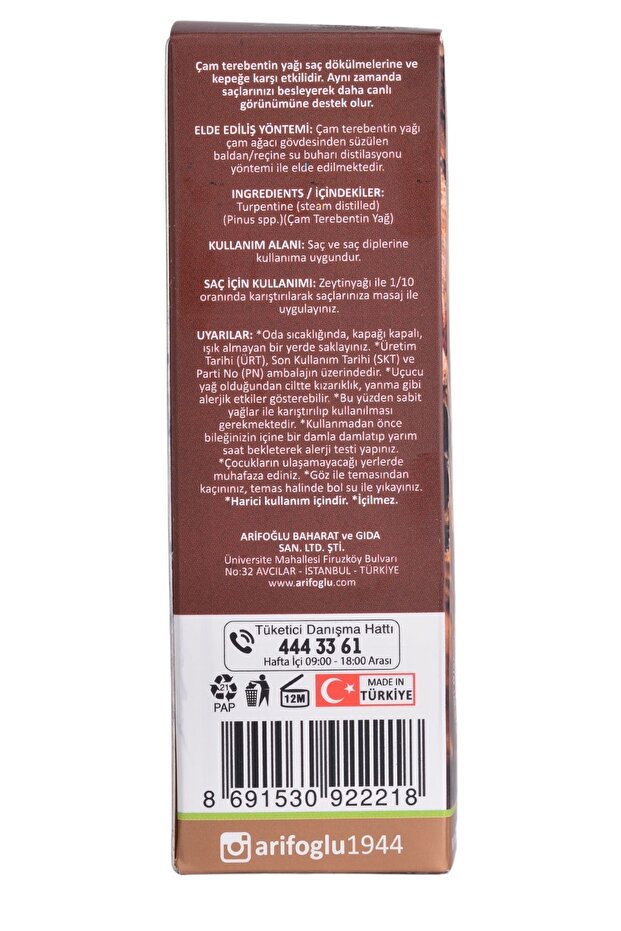 Çam terebentin yağı saç dökülmelerine ve
kepeğe karşı etkilidir. Aynı zamanda
saçlarınızı besleyerek daha canlı
görünümüne destek olur.
ELDE EDİLİŞ YÖNTEMİ: Çam terebentin yağı
çam ağacı gövdesinden süzülen
baldan/reçine su buharı distilasyonu
yöntemi ile elde edilmektedir.
INGREDIENTS / İÇİNDEKİLER:
Turpentine (steam distilled)
(Pinus spp.)(Çam Terebentin Yağ)
KULLANIM ALANI: Saç ve saç diplerine
kullanıma uygundur.
SAÇ İÇİN KULLANIMI: Zeytinyağı ile 1/10
oranında karıştırılarak saçlarınıza masaj ile
uygulayınız.
UYARILAR: *Oda sıcaklığında, kapağı kapalı,
ışık almayan bir yerde saklayınız. *Üretim
Tarihi (ÜRT), Son Kullanım Tarihi (SKT) ve
Parti No (PN) ambalajın üzerindedir. *Uçucu
yağ olduğundan ciltte kızarıklık, yanma gibi
alerjik etkiler gösterebilir. *Bu yüzden sabit
yağlar ile karıştırılıp kullanılması
gerekmektedir. *Kullanmadan önce
bileğinizin içine bir damla damlatıp yarım
saat bekleterek alerji testi yapınız.
*Çocukların ulaşamayacağı yerlerde
muhafaza ediniz. *Göz ile temasından
kaçınınız, temas halinde bol su ile yıkayınız.
*Harici kullanım içindir. *İçilmez.
ARİFOĞLU BAHARAT ve GIDA
SAN. LTD. ŞTİ.
Üniversite Mahallesi Firuzköy Bulvarı
No:32 AVCILAR - İSTANBUL - TÜRKİYE
www.arifoglu.com
Tüketici Danışma Hattı
444 33 61
Hafta İçi 09:00 - 18:00 Arası
21
PAP
12M
MADE IN
TÜRKİYE
8 691530 922218
arifoglu1944